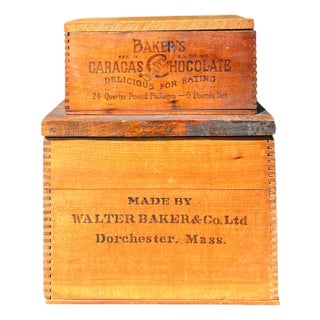 BAKER'S
CARACAS CHOCOLATE
DELICIOUS FOR EATING
24 Quarter Pound Packages — 6 Pounds Net
MADE BY
WALTER BAKER & Co. Ltd
Dorchester. Mass.